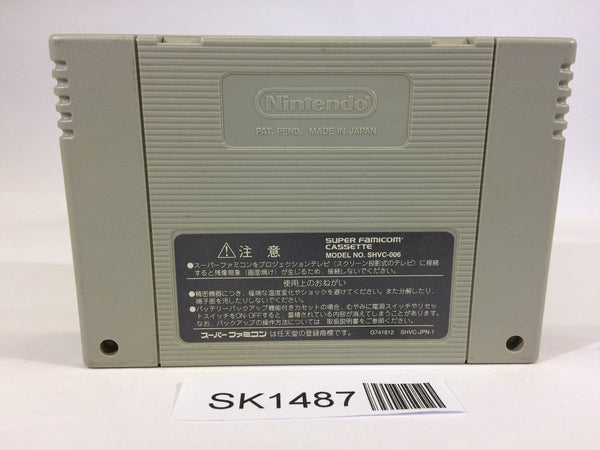 Nintendo
PAT. PEND. MADE IN JAPAN
⚠注意
SUPER FAMICOM
CASSETTE
MODEL NO. SHVC-006
●スーパーファミコンをプロジェクションテレビ(スクリーン投影式のテレビ)に接続
すると残像現象(画面焼け)が生じるため、接続しないでください。
使用上のおねがい
●精密機器につき、極端な温度変化やショックを避けてください。また分解したり、
端子部を汚したりしないでください。
●バッテリーバックアップ機能付きカセットの場合、むやみに電源スイッチやリセッ
トスイッチをON・OFFすると、蓄積されている内容が消えてしまうことがあります。
なお、バックアップの操作方法については、取扱説明書をご参照ください。
スーパーファミコンは任天堂の登録商標です。 G741812 SHVC-JPN-1
SK1487